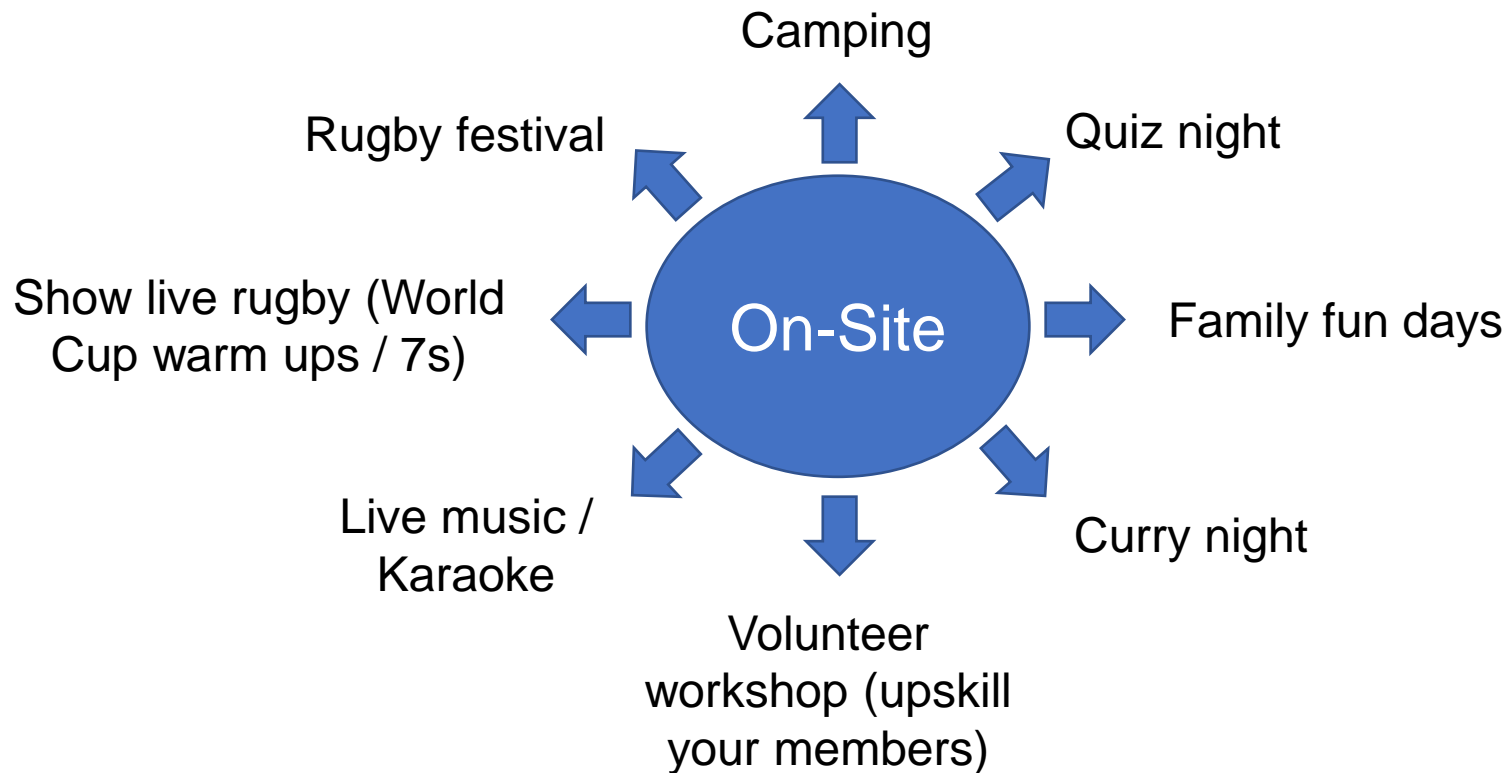 Camping
Rugby festival
Quiz night
Show live rugby (World
Cup warm ups / 7s)
On-Site
Family fun days
Live music /
Karaoke
Curry night
Volunteer
workshop (upskill
your members)